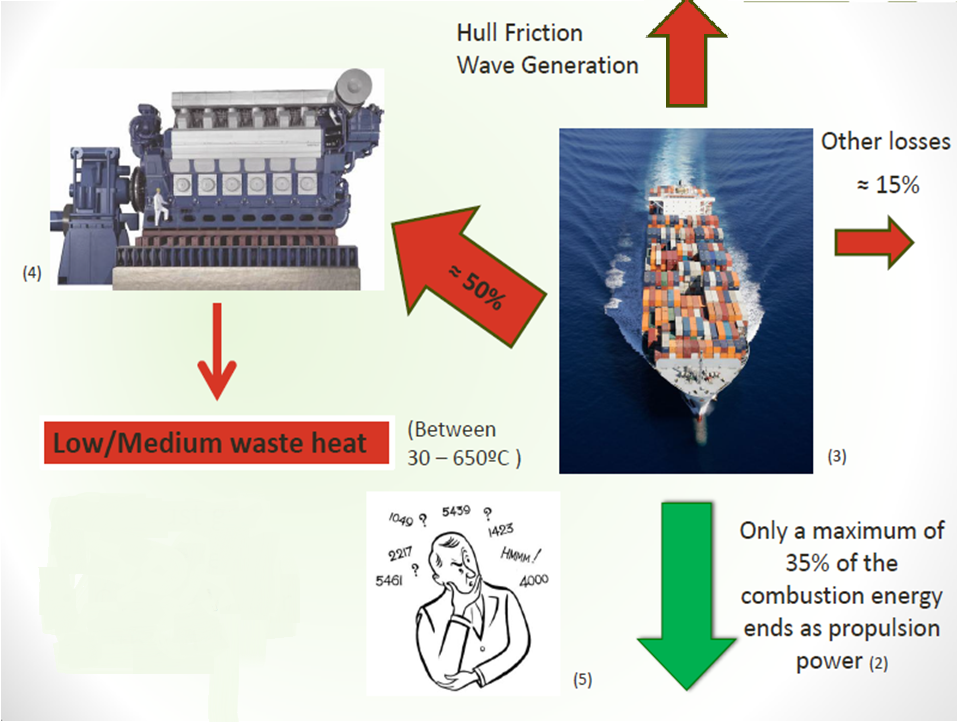 Hull Friction
Wave Generation
Other losses
≈ 15%
(4)
≈ 50%
Low/Medium waste heat
(Between
30 – 650ºC )
(3)
1040 ?
5439 ?
1423
2217
?
HMMM!
5461
4000
(5)
Only a maximum of
35% of the
combustion energy
ends as propulsion
power (2)